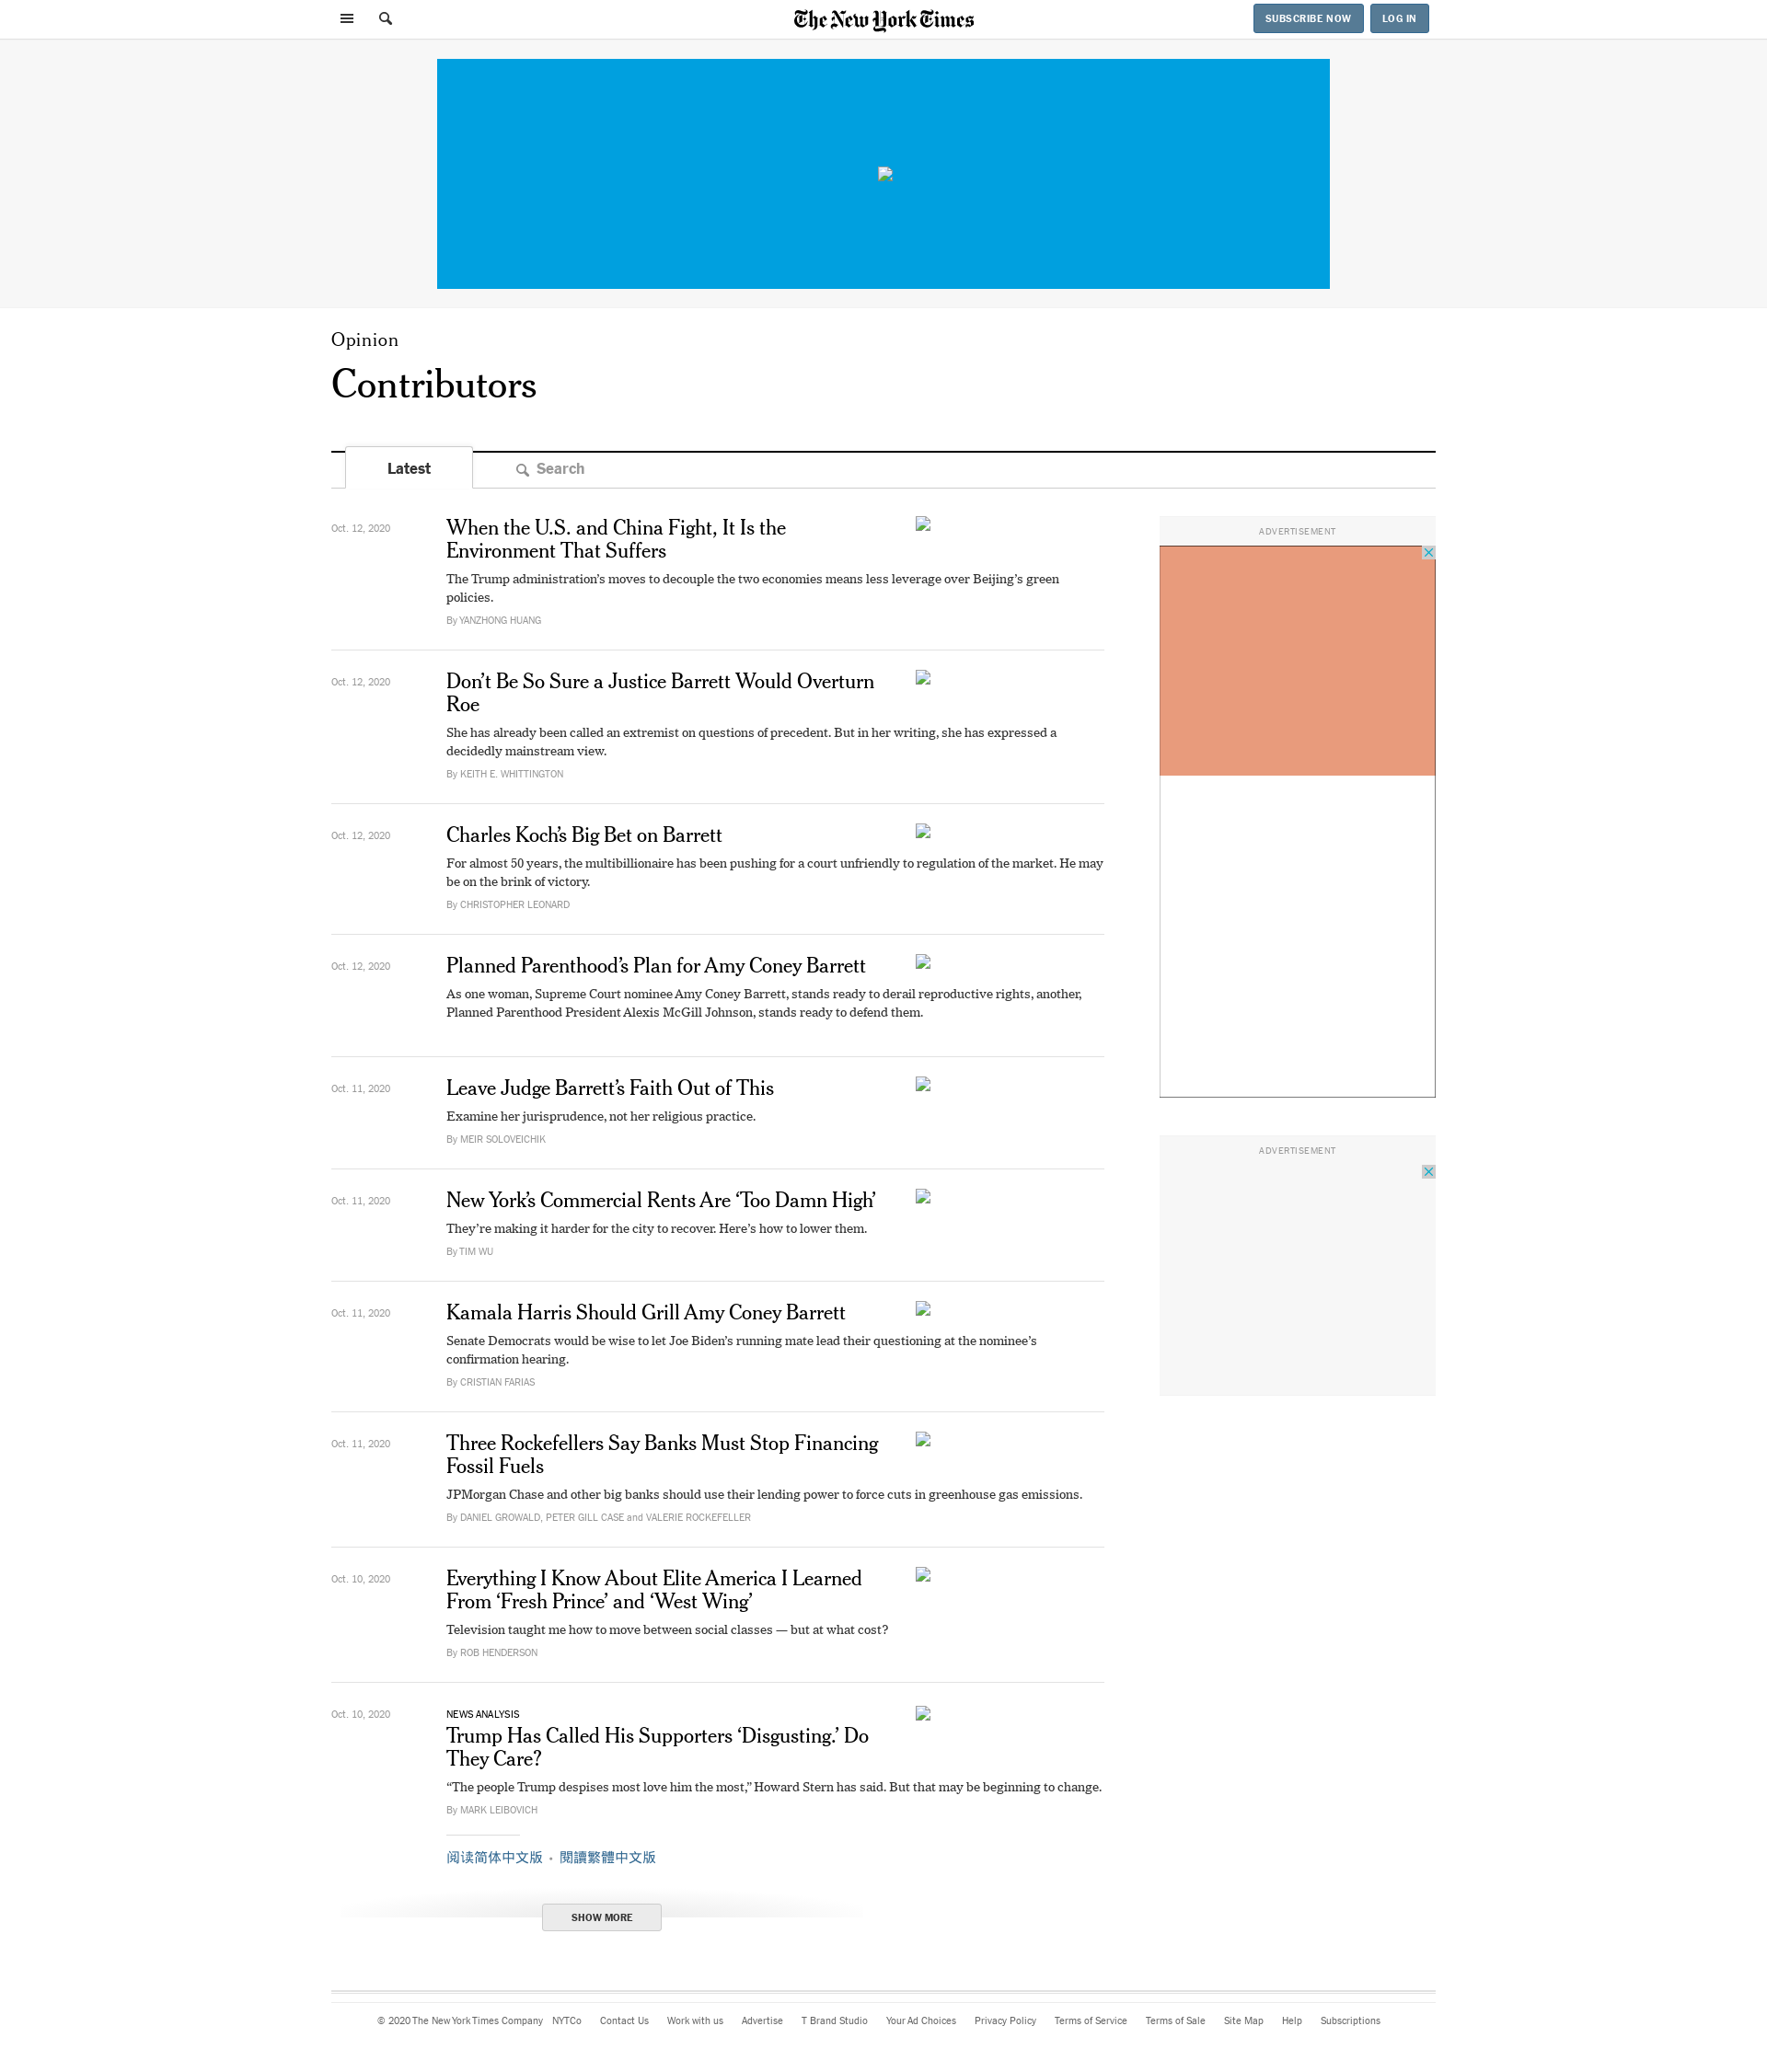 The New York Times
SUBSCRIBE NOW
LOG IN
Opinion
Contributors
Latest
Search
Oct. 12, 2020
When the U.S. and China Fight, It Is the
Environment That Suffers
The Trump administration’s moves to decouple the two economies means less leverage over Beijing’s green
policies.
By YANZHONG HUANG
Oct. 12, 2020
Don’t Be So Sure a Justice Barrett Would Overturn
Roe
She has already been called an extremist on questions of precedent. But in her writing, she has expressed a
decidedly mainstream view.
By KEITH E. WHITTINGTON
Oct. 12, 2020
Charles Koch’s Big Bet on Barrett
For almost 50 years, the multibillionaire has been pushing for a court unfriendly to regulation of the market. He may
be on the brink of victory.
By CHRISTOPHER LEONARD
Oct. 12, 2020
Planned Parenthood’s Plan for Amy Coney Barrett
As one woman, Supreme Court nominee Amy Coney Barrett, stands ready to derail reproductive rights, another,
Planned Parenthood President Alexis McGill Johnson, stands ready to defend them.
Oct. 11, 2020
Leave Judge Barrett’s Faith Out of This
Examine her jurisprudence, not her religious practice.
By MEIR SOLOVEICHIK
Oct. 11, 2020
New York’s Commercial Rents Are ‘Too Damn High’
They’re making it harder for the city to recover. Here’s how to lower them.
By TIM WU
Oct. 11, 2020
Kamala Harris Should Grill Amy Coney Barrett
Senate Democrats would be wise to let Joe Biden’s running mate lead their questioning at the nominee’s
confirmation hearing.
By CRISTIAN FARIAS
Oct. 11, 2020
Three Rockefellers Say Banks Must Stop Financing
Fossil Fuels
JPMorgan Chase and other big banks should use their lending power to force cuts in greenhouse gas emissions.
By DANIEL GROWALD, PETER GILL CASE and VALERIE ROCKEFELLER
Oct. 10, 2020
Everything I Know About Elite America I Learned
From ‘Fresh Prince’ and ‘West Wing’
Television taught me how to move between social classes — but at what cost?
By ROB HENDERSON
Oct. 10, 2020
NEWS ANALYSIS
Trump Has Called His Supporters ‘Disgusting.’ Do
They Care?
“The people Trump despises most love him the most,” Howard Stern has said. But that may be beginning to change.
By MARK LEIBOVICH
阅读简体中文版 • 閱讀繁體中文版
SHOW MORE
ADVERTISEMENT
ADVERTISEMENT
© 2020 The New York Times Company NYTCo Contact Us Work with us Advertise T Brand Studio Your Ad Choices Privacy Policy Terms of Service Terms of Sale Site Map Help Subscriptions